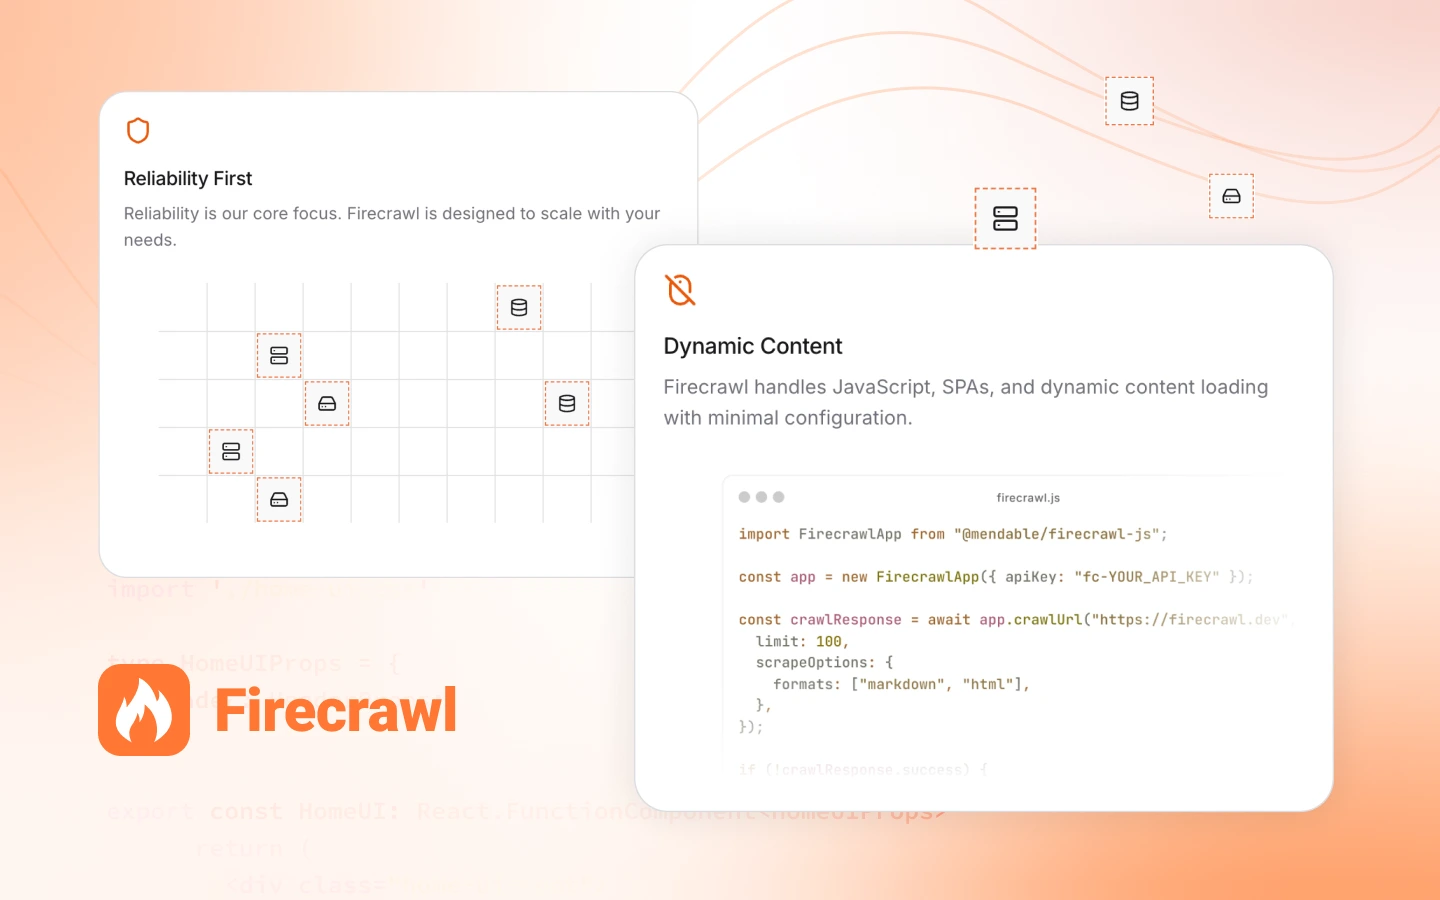 Reliability First
Reliability is our core focus. Firecrawl is designed to scale with your
needs.
Dynamic Content
Firecrawl handles JavaScript, SPAs, and dynamic content loading
with minimal configuration.
firecrawl.js
import FirecrawlApp from "@mendable/firecrawl-js";
const app = new FirecrawlApp({ apiKey: "fc-YOUR_API_KEY" });
const crawlResponse = await app.crawlUrl("https://firecrawl.dev",
limit: 100,
scrapeOptions: {
formats: ["markdown", "html"],
},
});
if (!crawlResponse.success) {
import
type HomeUIProps = {
Firecrawl
export const HomeUI: React.FunctionComponent<HomeUIProps>
return
<div class=